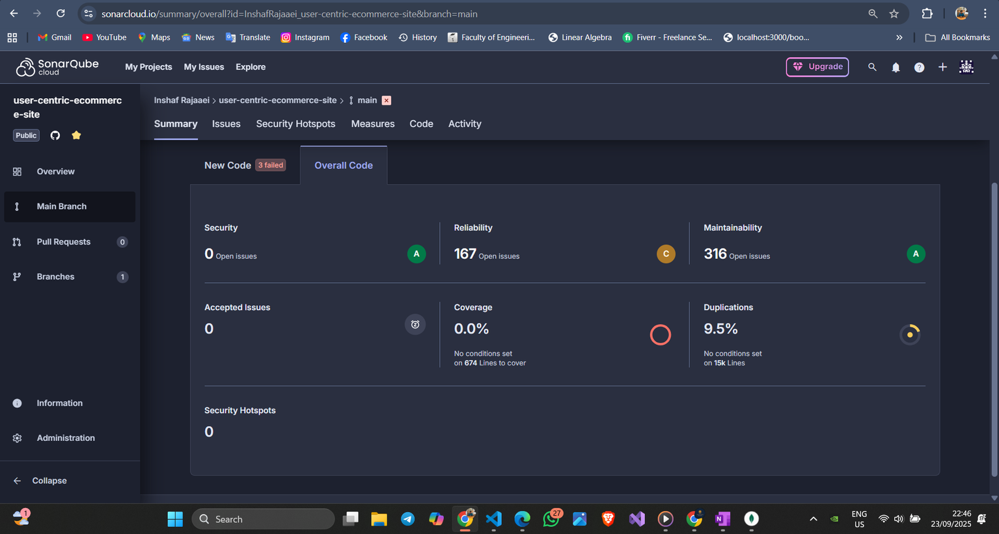 sonarcloud.io/summary/overall?id=InshafRajaaei_user-centric-ecommerce-site&branch=main
Gmail YouTube Maps News Translate Instagram Facebook History Faculty of Engineeri... Linear Algebra Fiverr - Freelance Se... localhost:3000/boo... » All Bookmarks
SonarQube cloud My Projects My Issues Explore Upgrade
user-centric-ecommerc
e-site
Public
Overview
Main Branch
Pull Requests 0
Branches 1
Information
Administration
Collapse
Inshaf Rajaaei > user-centric-ecommerce-site > main
Summary Issues Security Hotspots Measures Code Activity
New Code 3 failed Overall Code
Security
0 Open issues A
Reliability
167 Open issues C
Maintainability
316 Open issues A
Accepted Issues
0
Coverage
0.0%
No conditions set
on 674 Lines to cover
Duplications
9.5%
No conditions set
on 15k Lines
Security Hotspots
0
1
Search
27
ENG
US
22:46
23/09/2025